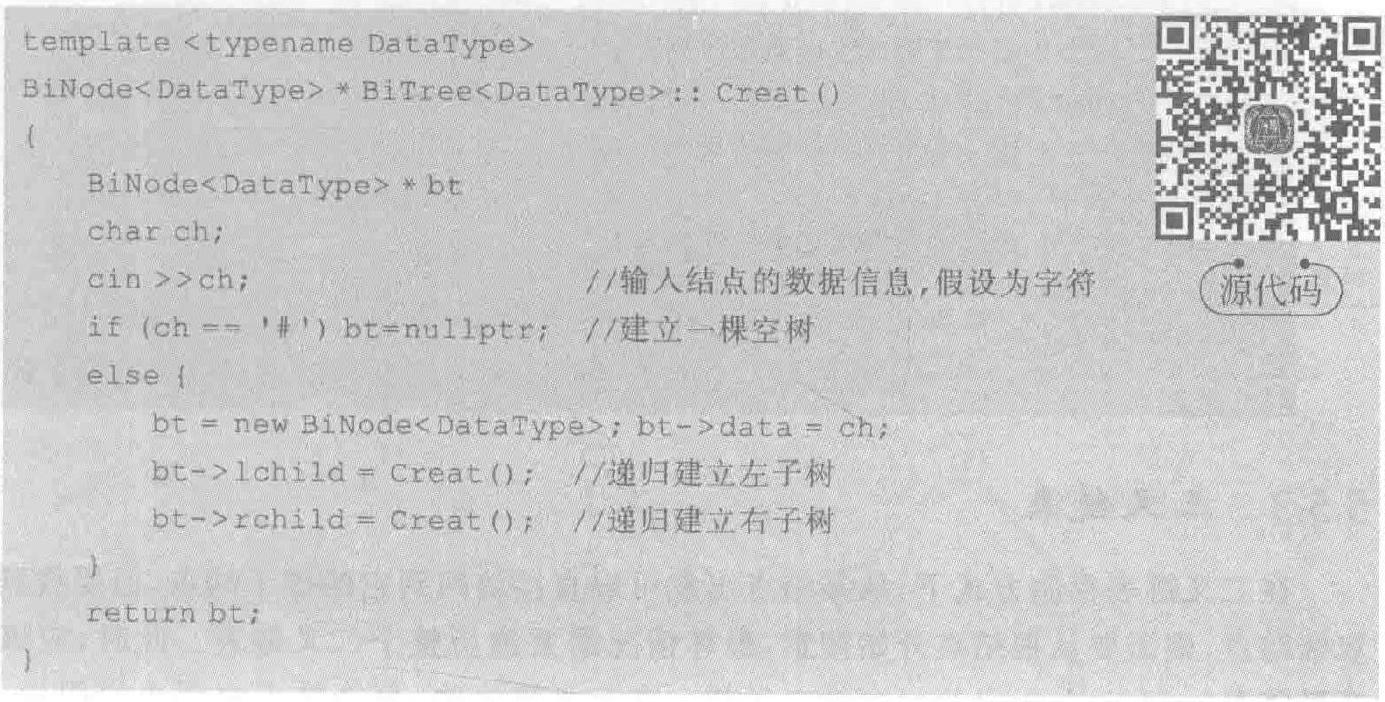 template <typename DataType>
BiNode<DataType> * BiTree<DataType>:: Creat()
{
BiNode<DataType> * bt
char ch;
cin >>ch; //输入结点的数据信息,假设为字符
if (ch == '#') bt=nullptr; //建立一棵空树
else {
bt = new BiNode<DataType>; bt->data = ch;
bt->lchild = Creat(); //递归建立左子树
bt->rchild = Creat(); //递归建立右子树
}
return bt;
}
源代码